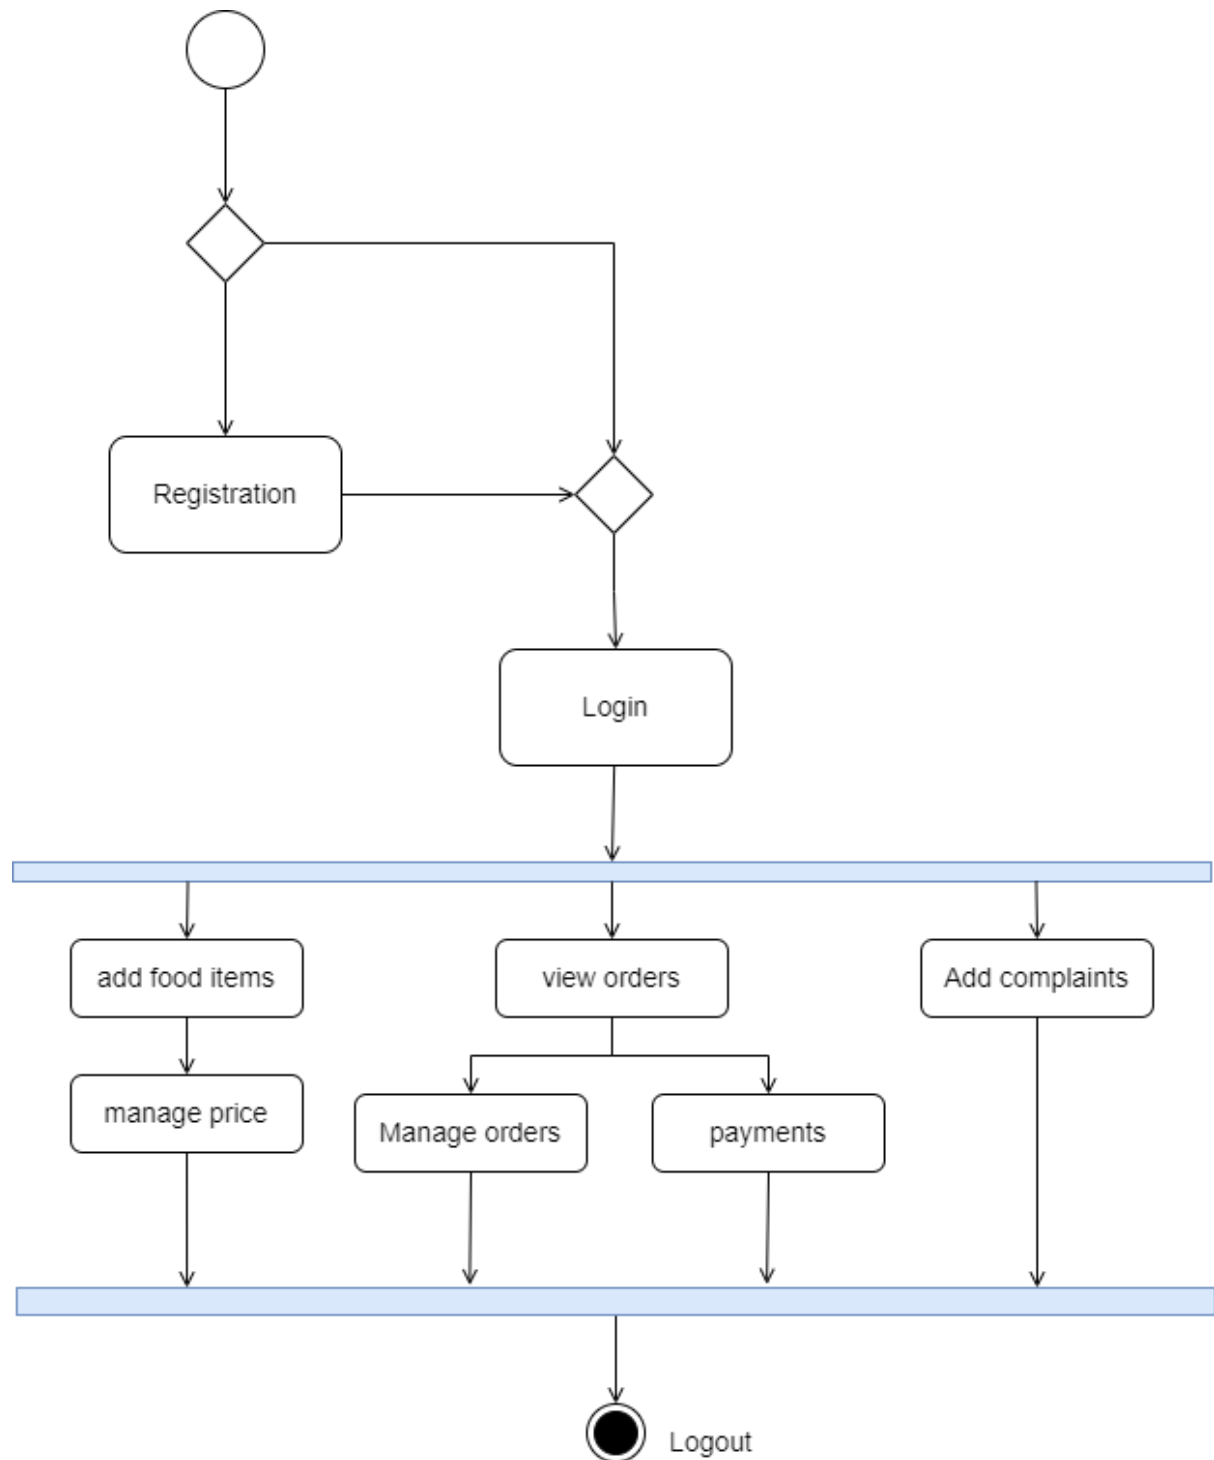 Registration
Login
add food items
view orders
Add complaints
manage price
Manage orders
payments
Logout